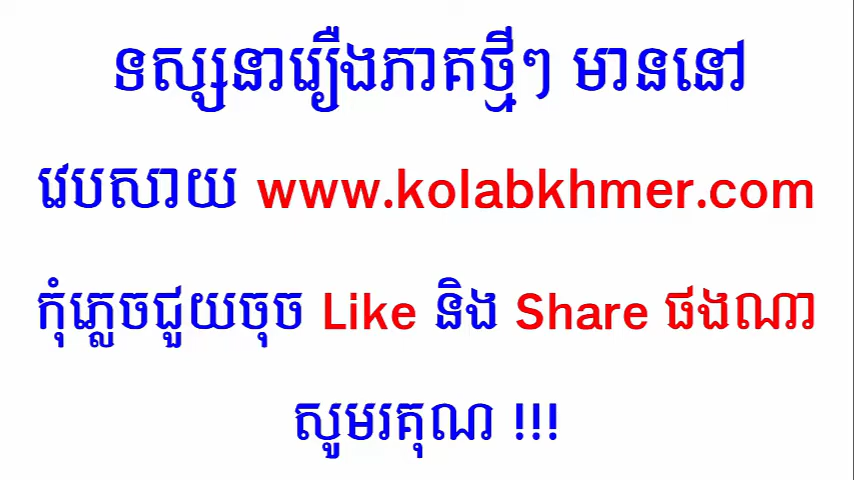 ទស្សនារឿងភាគថ្មីៗ មាននៅ
វេបសាយ www.kolabkhmer.com
កុំភ្លេចជួយចុច Like និង Share ផងណា
សូមរគុណ !!!